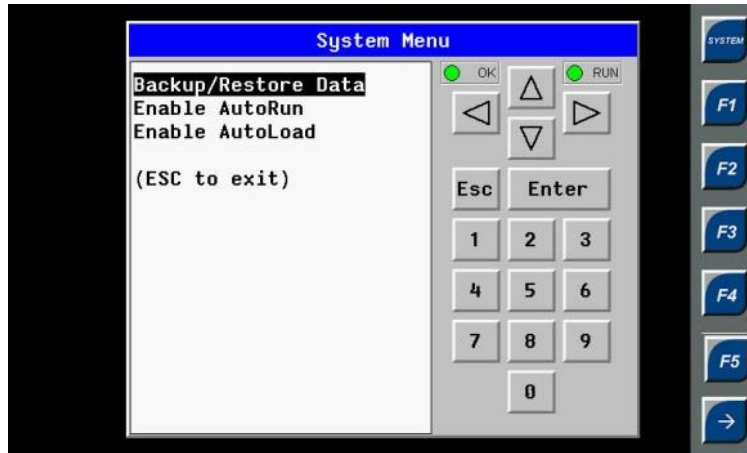 System Menu
Backup/Restore Data
Enable AutoRun
Enable AutoLoad
(ESC to exit)
OK
RUN
Esc
Enter
1 2 3
4 5 6
7 8 9
0
SYSTEM
F1
F2
F3
F4
F5